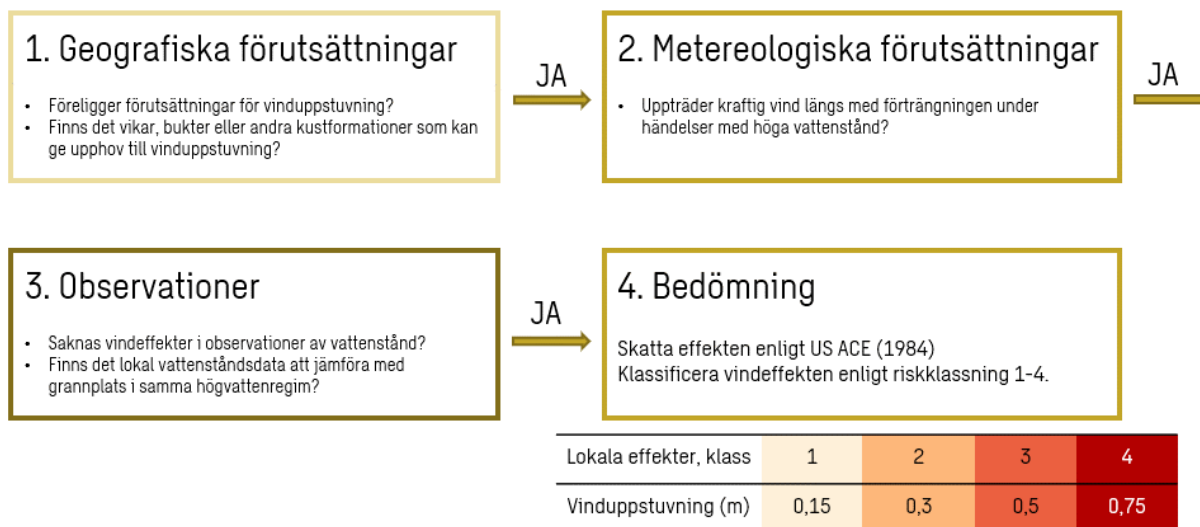 1. Geografiska förutsättningar
• Föreligger förutsättningar för vinduppstuvning?
• Finns det vikar, bukter eller andra kustformationer som kan
ge upphov till vinduppstuvning?
JA
2. Metereologiska förutsättningar
• Uppträder kraftig vind längs med förträngningen under
händelser med höga vattenstånd?
JA
3. Observationer
• Saknas vindeffekter i observationer av vattenstånd?
• Finns det lokal vattenståndsdata att jämföra med
grannplats i samma högvattenregim?
JA
4. Bedömning
Skatta effekten enligt US ACE (1984)
Klassificera vindeffekten enligt riskklassning 1-4.
Lokala effekter, klass 1 2 3 4
Vinduppstuvning (m) 0,15 0,3 0,5 0,75